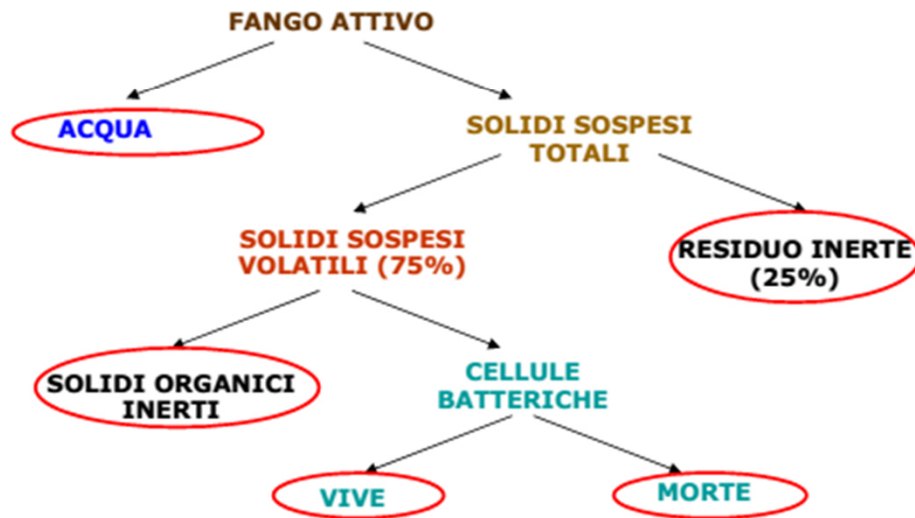 FANGO ATTIVO
ACQUA
SOLIDI SOSPESI
TOTALI
SOLIDI SOSPESI
VOLATILI (75%)
RESIDUO INERTE
(25%)
SOLIDI ORGANICI
INERTI
CELLULE
BATTERICHE
VIVE
MORTE